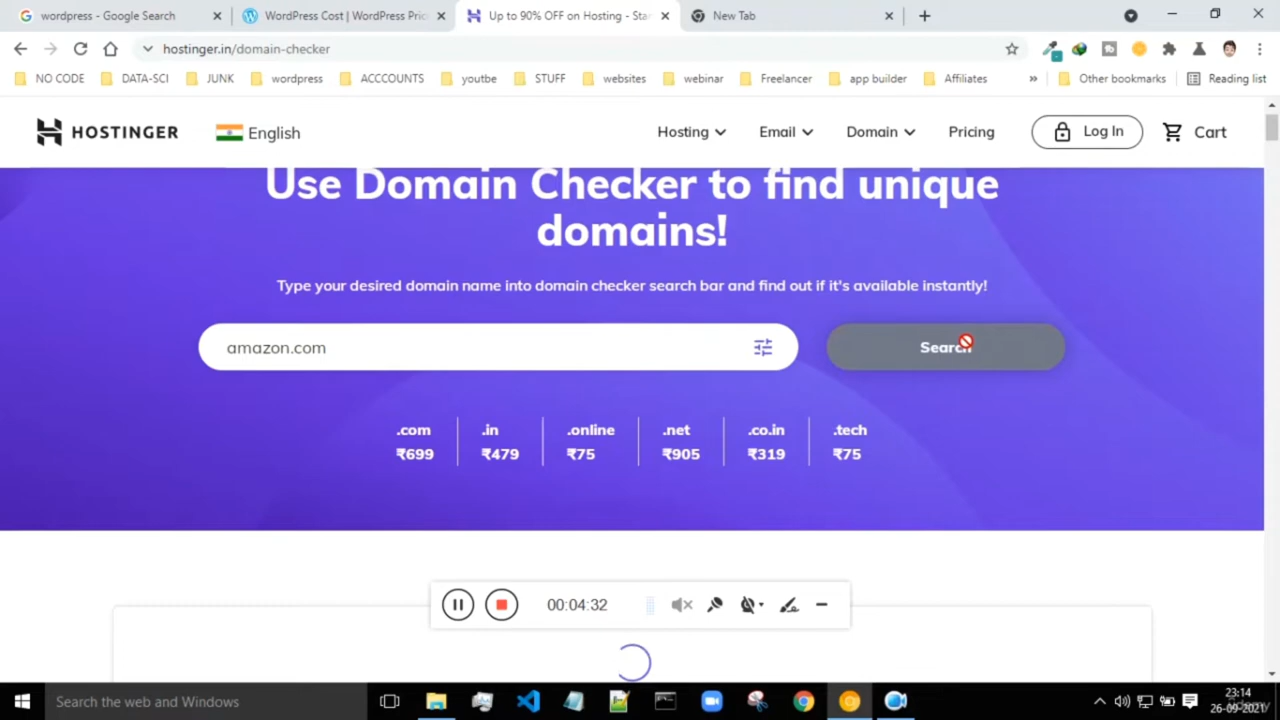 wordpress - Google Search
WordPress Cost | WordPress Pric
Up to 90% OFF on Hosting - Star
New Tab
hostinger.in/domain-checker
NO CODE
DATA-SCI
JUNK
wordpress
ACCCOUNTS
youtbe
STUFF
websites
webinar
Freelancer
app builder
Affiliates
Other bookmarks
Reading list
HOSTINGER
English
Hosting
Email
Domain
Pricing
Log In
Cart
Use Domain Checker to find unique
domains!
Type your desired domain name into domain checker search bar and find out if it's available instantly!
amazon.com
Search
.com
₹699
.in
₹479
.online
₹75
.net
₹905
.co.in
₹319
.tech
₹75
00:04:32
Search the web and Windows
23:14
26-09-2021
udemy